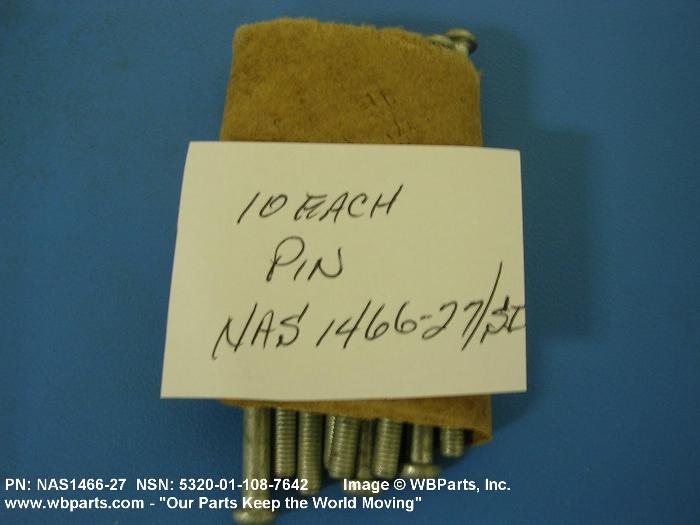 10 EACH
PIN
NAS 1466-27/SI
PN: NAS1466-27 NSN: 5320-01-108-7642 Image © WBParts, Inc.
www.wbparts.com - "Our Parts Keep the World Moving"